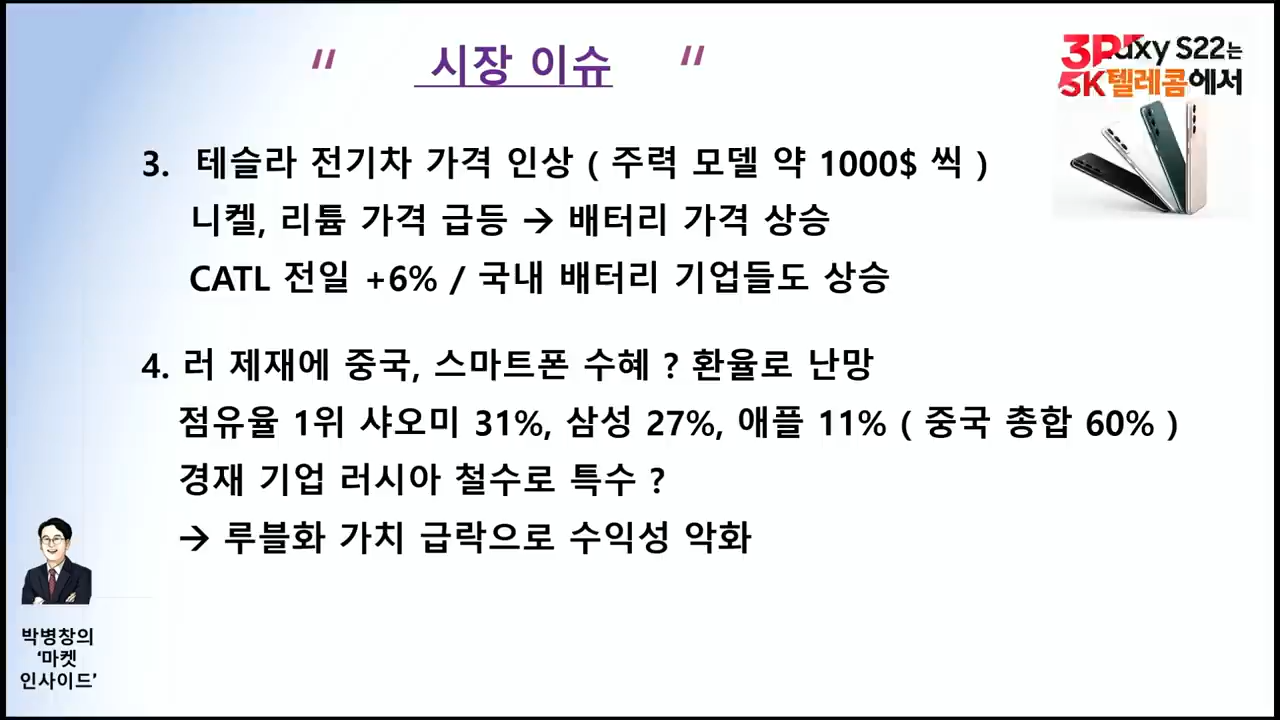 “ 시장 이슈 “
axy S22는
텔레콤에서
3. 테슬라 전기차 가격 인상 ( 주력 모델 약 1000$ 씩 )
니켈, 리튬 가격 급등 → 배터리 가격 상승
CATL 전일 +6% / 국내 배터리 기업들도 상승
4. 러 제재에 중국, 스마트폰 수혜 ? 환율로 난망
점유율 1위 샤오미 31%, 삼성 27%, 애플 11% ( 중국 총합 60% )
경재 기업 러시아 철수로 특수 ?
→ 루블화 가치 급락으로 수익성 악화
박병창의
‘마켓
인사이드’